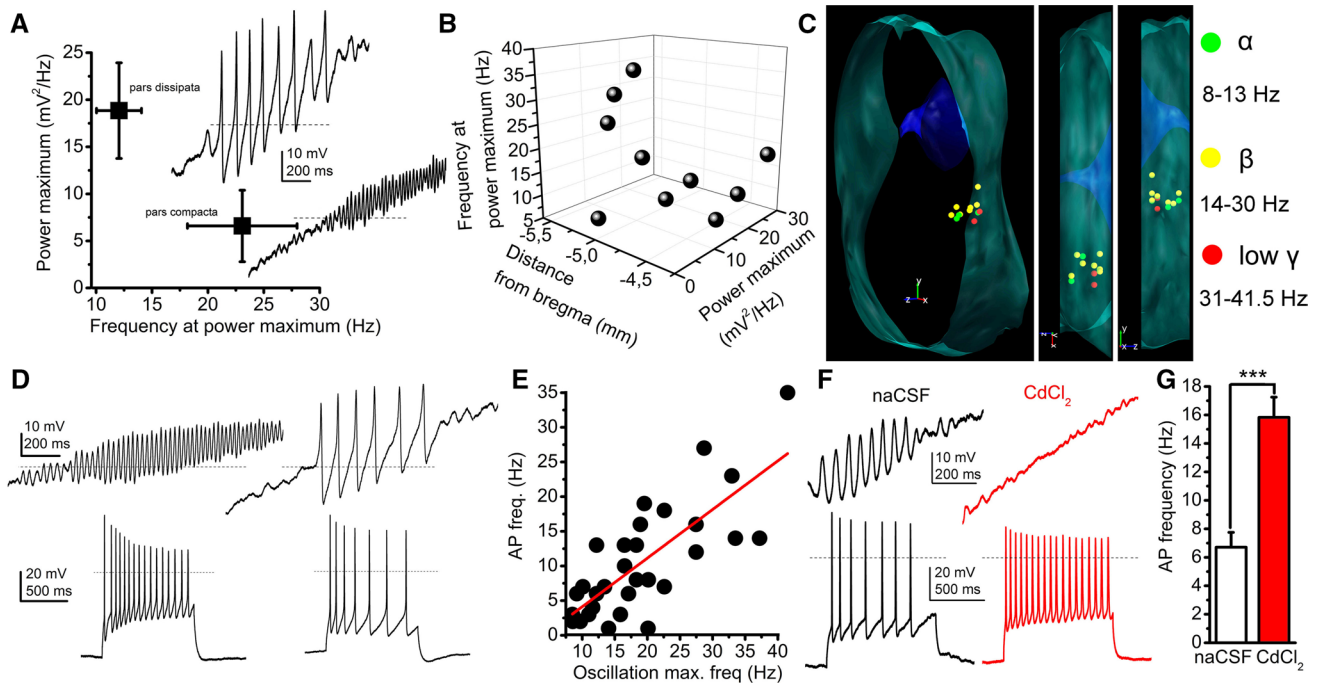 A
Power maximum (mV²/Hz)
25
20
15
10
5
0
pars dissipata
pars compacta
10 mV
200 ms
10 15 20 25 30
Frequency at power maximum (Hz)
B
Frequency at
power maximum (Hz)
40
35
30
25
20
15
10
5
-5,5 -5,0 -4,5
Distance
from bregma (mm)
0 10 20 30
Power maximum
(mV²/Hz)
C
y
z x
z y
x
y
x z
α
8-13 Hz
β
14-30 Hz
low γ
31-41.5 Hz
D
10 mV
200 ms
20 mV
500 ms
E
AP freq. (Hz)
35
30
25
20
15
10
5
0
10 15 20 25 30 35 40
Oscillation max. freq (Hz)
F
naCSF
CdCl₂
10 mV
200 ms
20 mV
500 ms
G
***
AP frequency (Hz)
18
16
14
12
10
8
6
4
2
0
naCSF CdCl₂